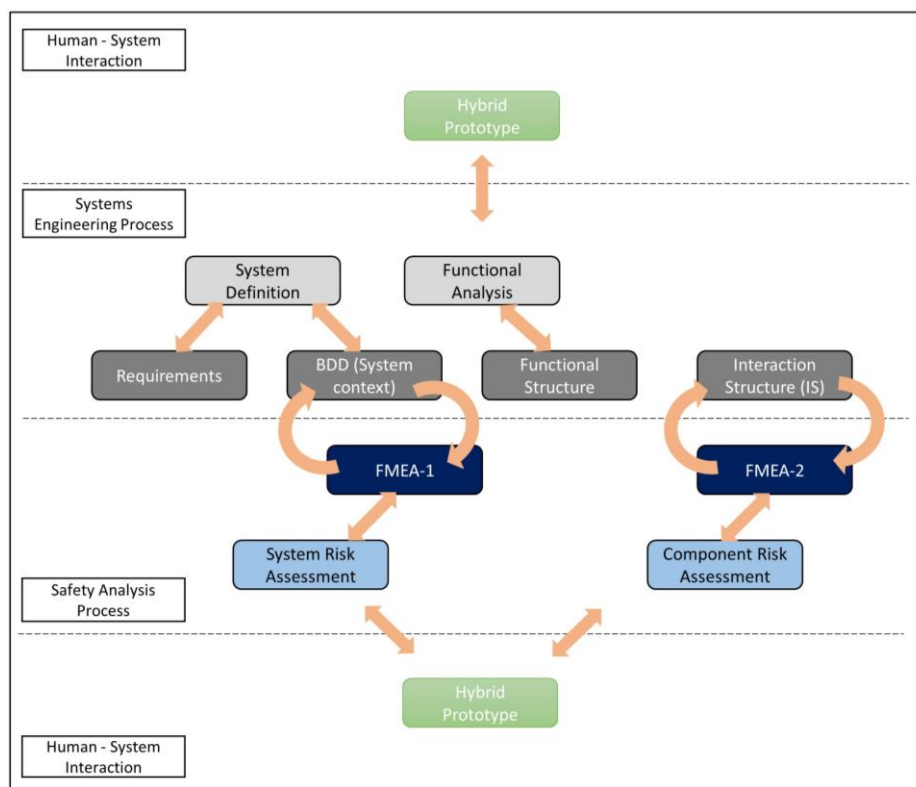 Human - System
Interaction
Hybrid
Prototype
Systems
Engineering Process
System
Definition
Functional
Analysis
Requirements
BDD (System
context)
Functional
Structure
Interaction
Structure (IS)
FMEA-1
FMEA-2
System Risk
Assessment
Component Risk
Assessment
Safety Analysis
Process
Hybrid
Prototype
Human - System
Interaction